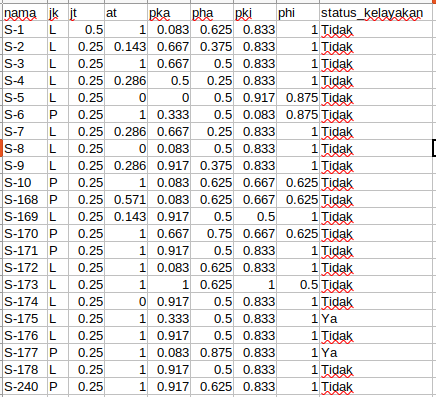 nama jk jt at pka pha pki phi status_kelayakan
S-1 L 0.5 1 0.083 0.625 0.833 1 Tidak
S-2 L 0.25 0.143 0.667 0.375 0.833 1 Tidak
S-3 L 0.25 1 0.667 0.5 0.833 1 Tidak
S-4 L 0.25 0.286 0.5 0.25 0.833 1 Tidak
S-5 L 0.25 0 0 0.5 0.917 0.875 Tidak
S-6 P 0.25 1 0.333 0.5 0.083 0.875 Tidak
S-7 L 0.25 0.286 0.667 0.25 0.833 1 Tidak
S-8 L 0.25 0 0.083 0.5 0.833 1 Tidak
S-9 L 0.25 0.286 0.917 0.375 0.833 1 Tidak
S-10 P 0.25 1 0.083 0.625 0.667 0.625 Tidak
S-168 P 0.25 0.571 0.083 0.625 0.667 0.625 Tidak
S-169 L 0.25 0.143 0.917 0.5 0.5 1 Tidak
S-170 P 0.25 1 0.667 0.75 0.667 0.625 Tidak
S-171 P 0.25 1 0.917 0.5 0.833 1 Tidak
S-172 L 0.25 1 0.083 0.625 0.833 1 Tidak
S-173 L 0.25 1 1 0.625 1 0.5 Tidak
S-174 L 0.25 0 0.917 0.5 0.833 1 Tidak
S-175 L 0.25 1 0.333 0.5 0.833 1 Ya
S-176 L 0.25 1 0.917 0.5 0.833 1 Tidak
S-177 P 0.25 1 0.083 0.875 0.833 1 Ya
S-178 L 0.25 1 0.917 0.5 0.833 1 Tidak
S-240 P 0.25 1 0.917 0.625 0.833 1 Tidak